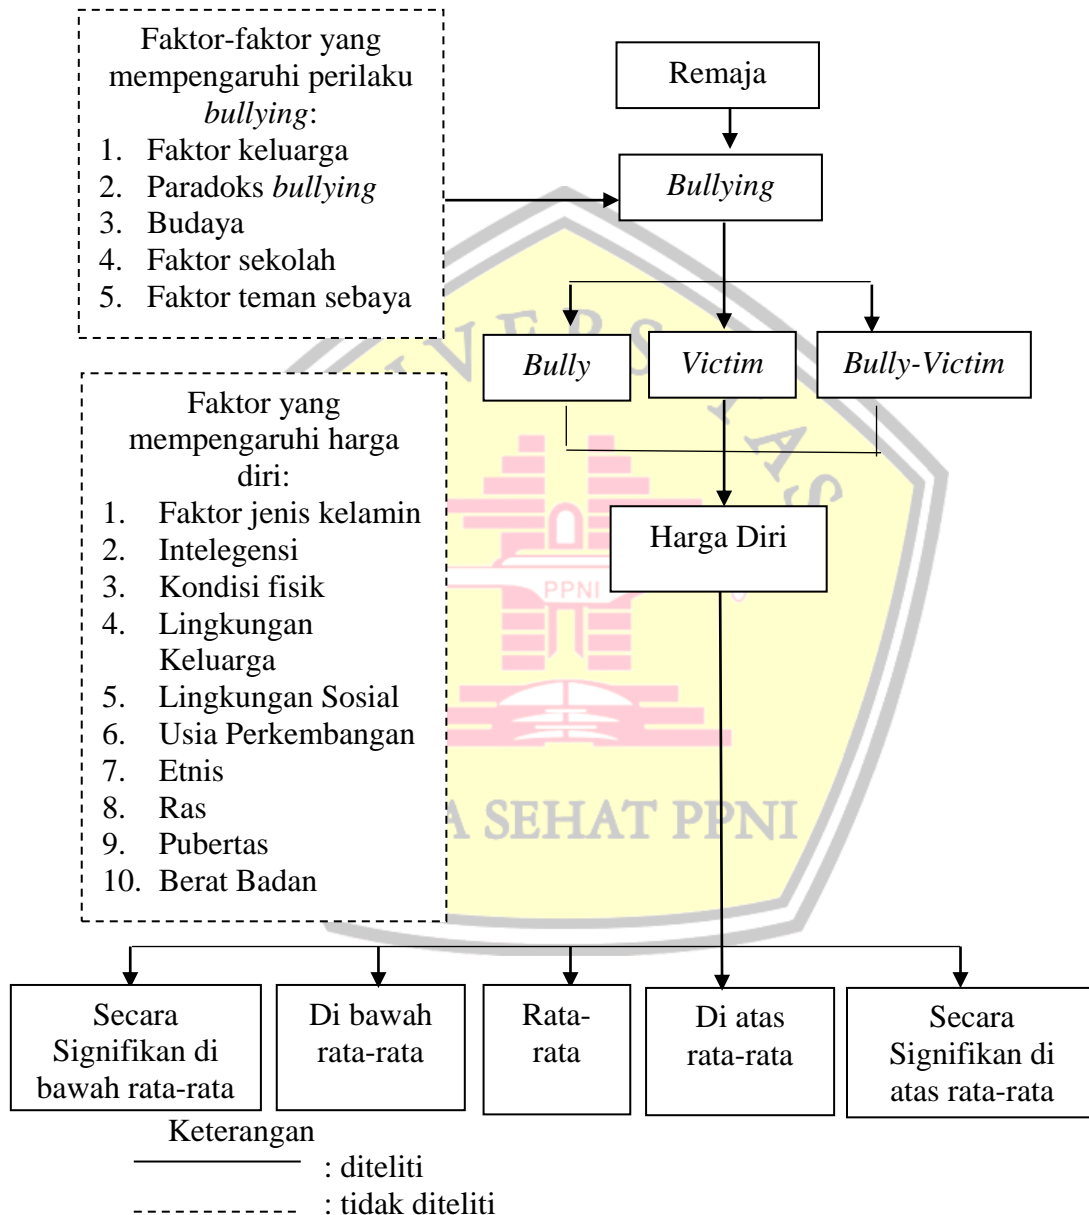 Faktor-faktor yang
mempengaruhi perilaku
bullying:
1. Faktor keluarga
2. Paradoks bullying
3. Budaya
4. Faktor sekolah
5. Faktor teman sebaya
Remaja
Bullying
Bully
Victim
Bully-Victim
Faktor yang
mempengaruhi harga
diri:
1. Faktor jenis kelamin
2. Intelegensi
3. Kondisi fisik
4. Lingkungan
Keluarga
5. Lingkungan Sosial
6. Usia Perkembangan
7. Etnis
8. Ras
9. Pubertas
10. Berat Badan
Harga Diri
PPNI
A SEHAT PPNI
Secara
Signifikan di
bawah rata-rata
Di bawah
rata-rata
Rata-
rata
Di atas
rata-rata
Secara
Signifikan di
atas rata-rata
Keterangan
: diteliti
: tidak diteliti